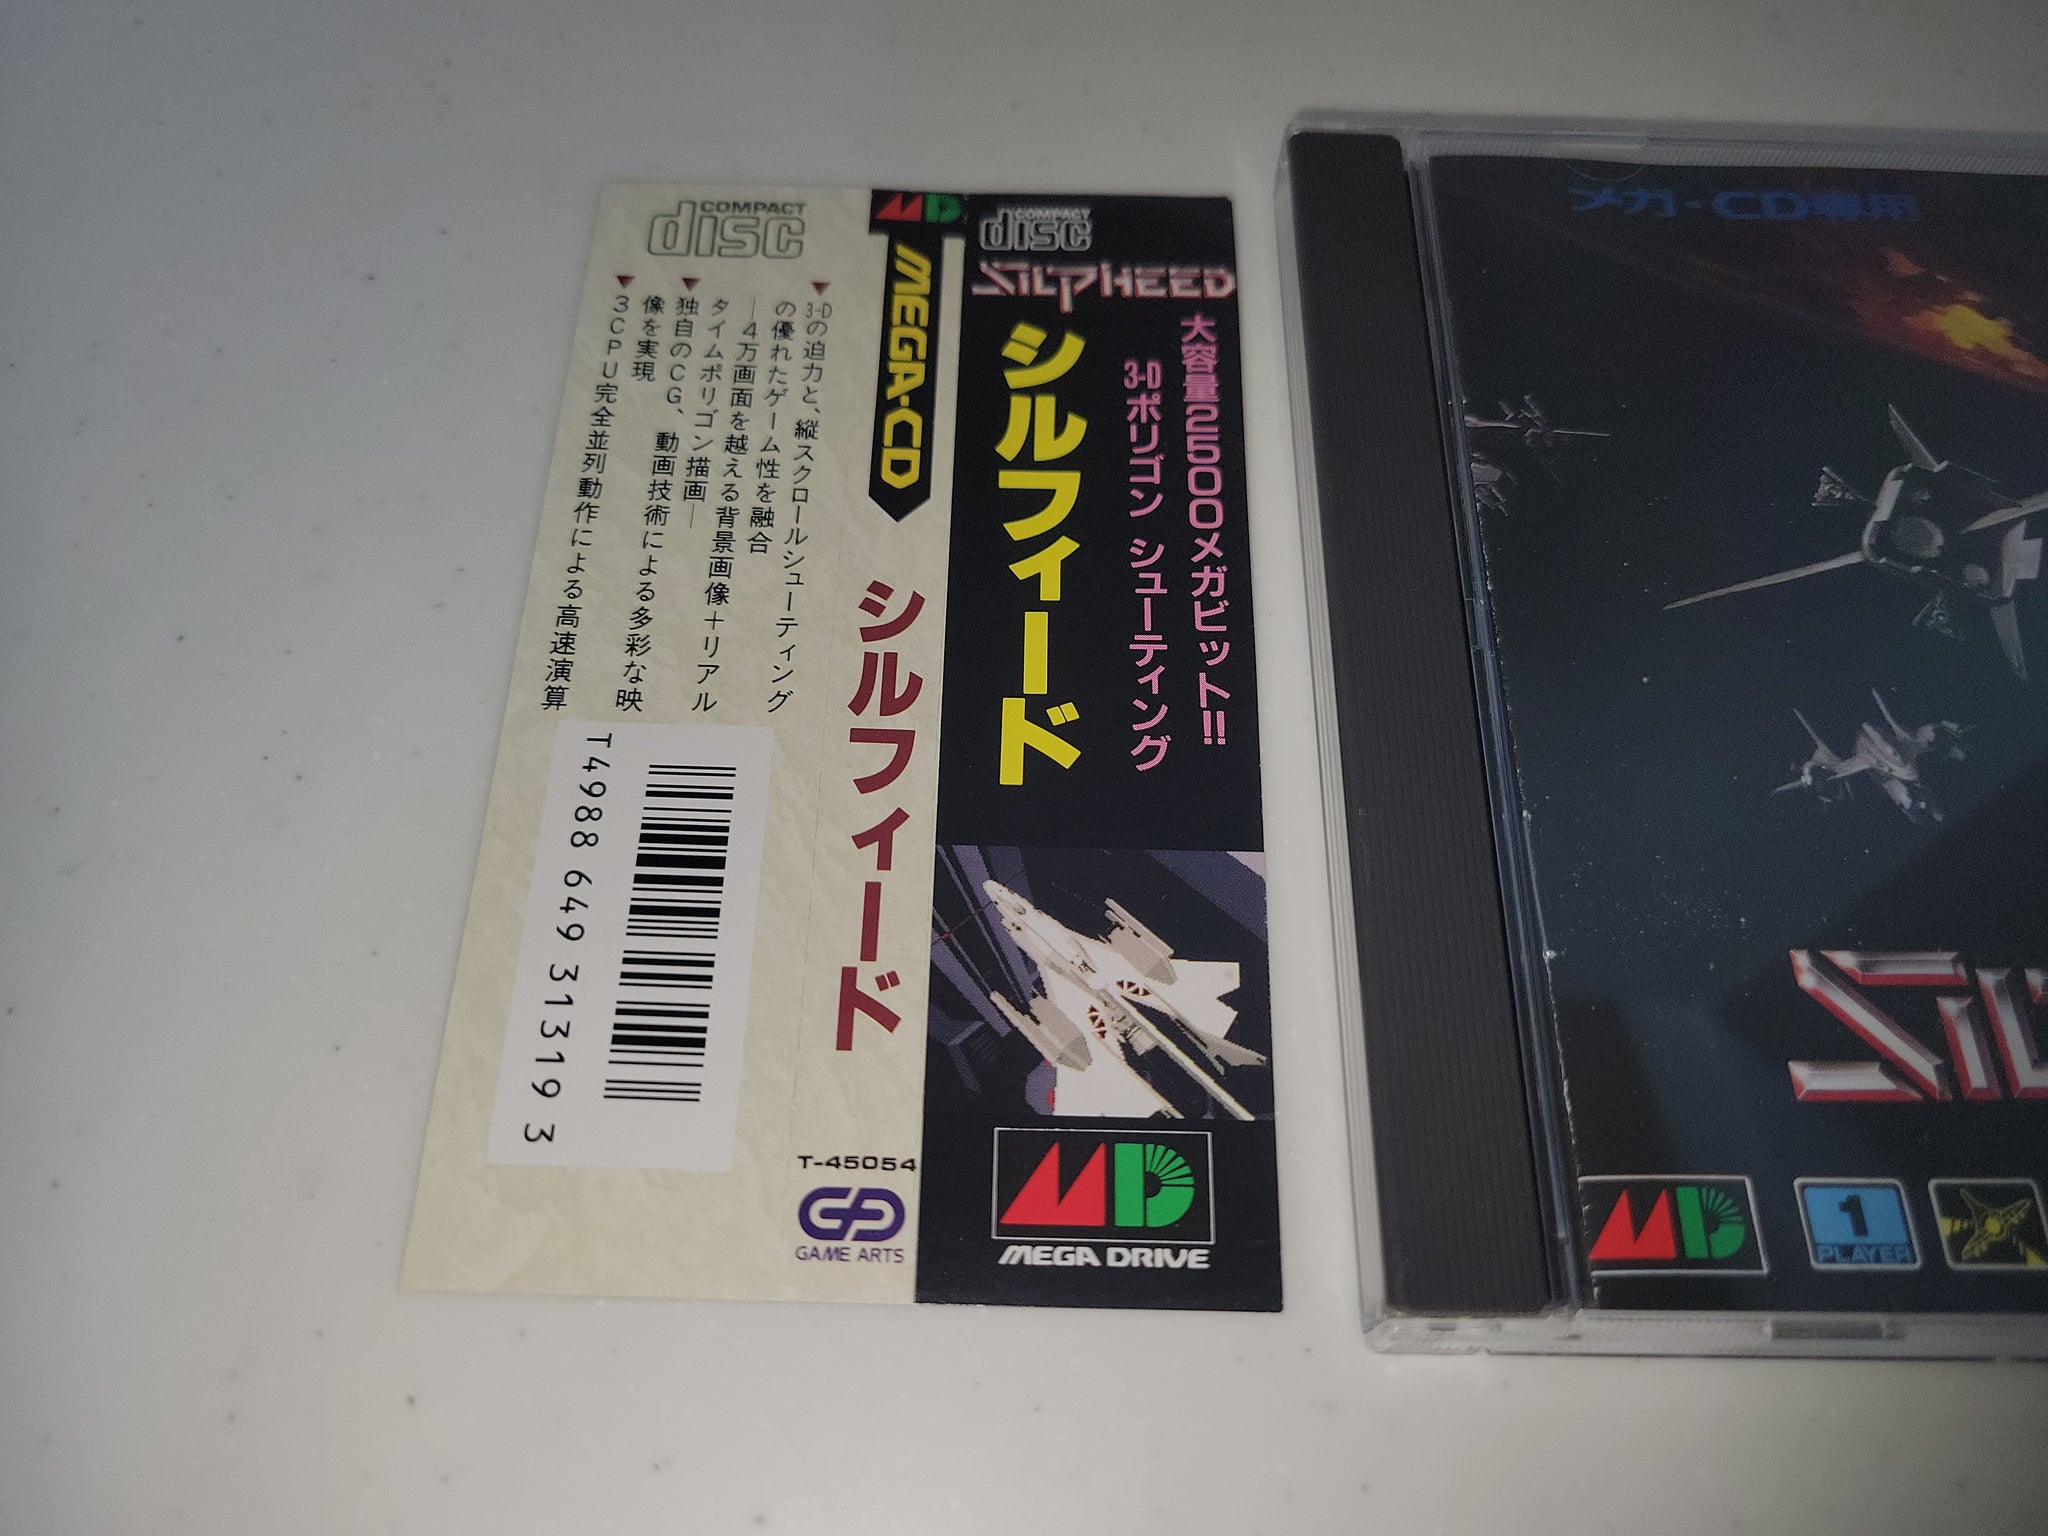 COMPACT
disc
▼3-Dの迫力と、縦スクロールシューティング
の優れたゲーム性を融合
―4万画面を越える背景画像+リアル
タイムポリゴン描画―
▼独自のCG、動画技術による多彩な映
像を実現
▼3CPU完全並列動作による高速演算
T4988 649 31319 3
MD
MEGA-CD
シルフィード
T-45054
GAME ARTS
COMPACT
disc
SILPHEED
大容量2500メガビット!!
3-Dポリゴン シューティング
シルフィード
MD
MEGA DRIVE
メガ-CD専用
SIL
MD
1
PLAYER